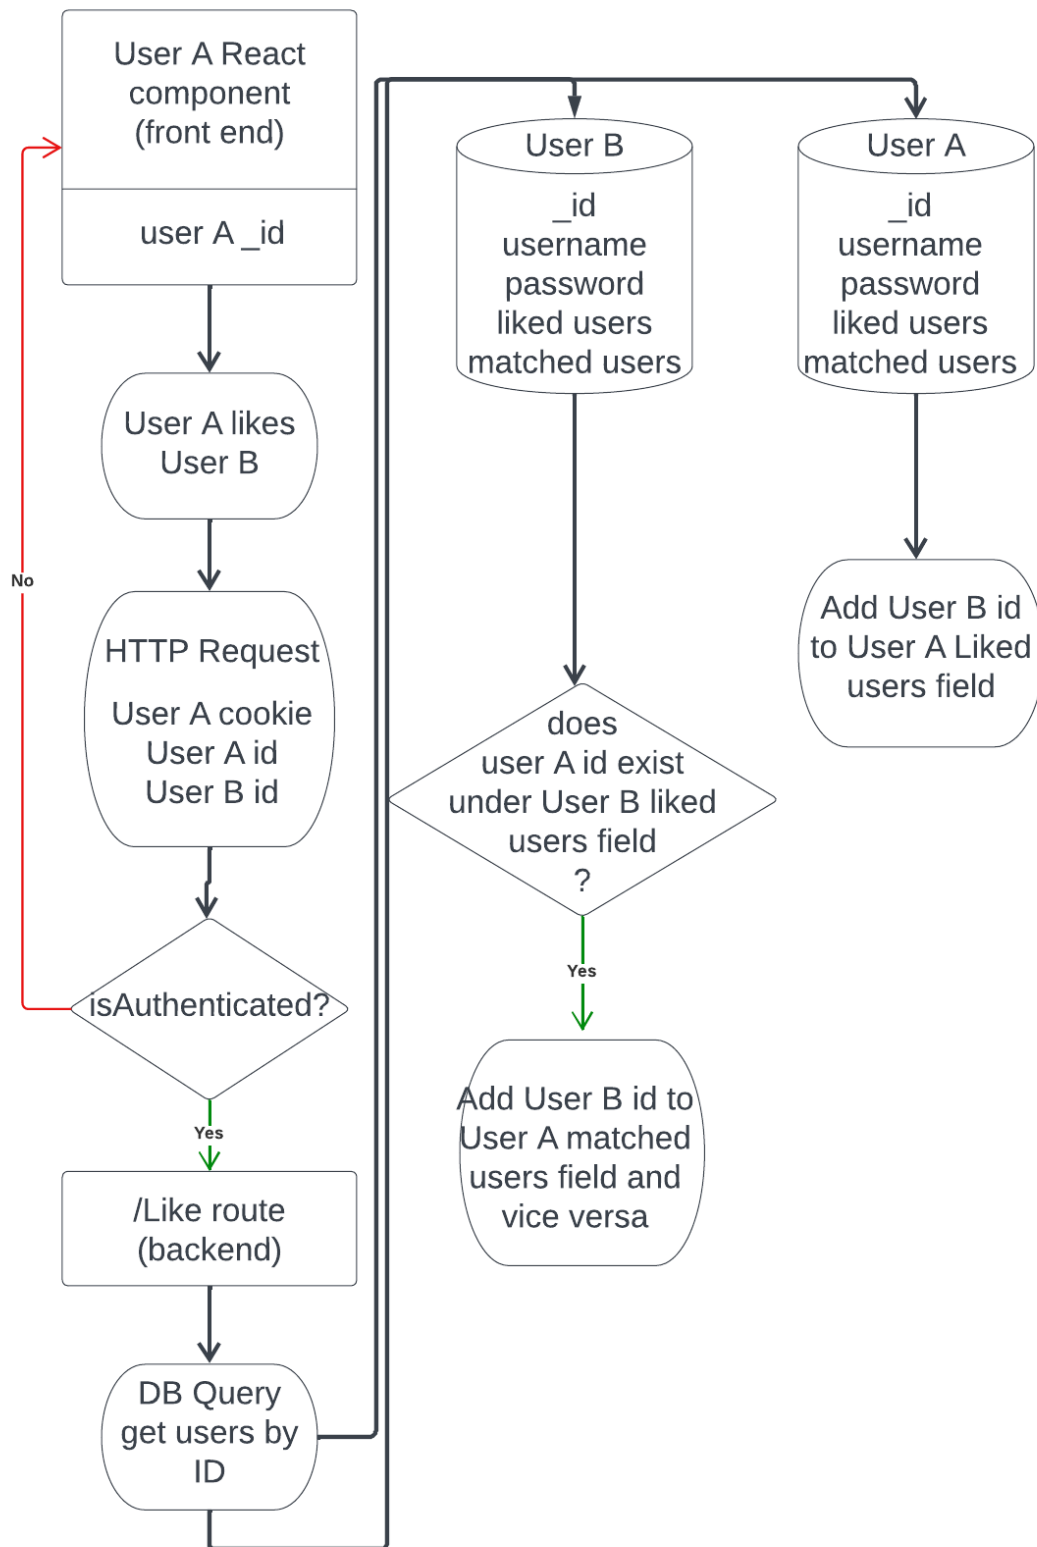 User A React
component
(front end)
user A _id
User A likes
User B
No
HTTP Request
User A cookie
User A id
User B id
isAuthenticated?
Yes
/Like route
(backend)
DB Query
get users by
ID
User B
_id
username
password
liked users
matched users
does
user A id exist
under User B liked
users field
?
Yes
Add User B id to
User A matched
users field and
vice versa
User A
_id
username
password
liked users
matched users
Add User B id
to User A Liked
users field